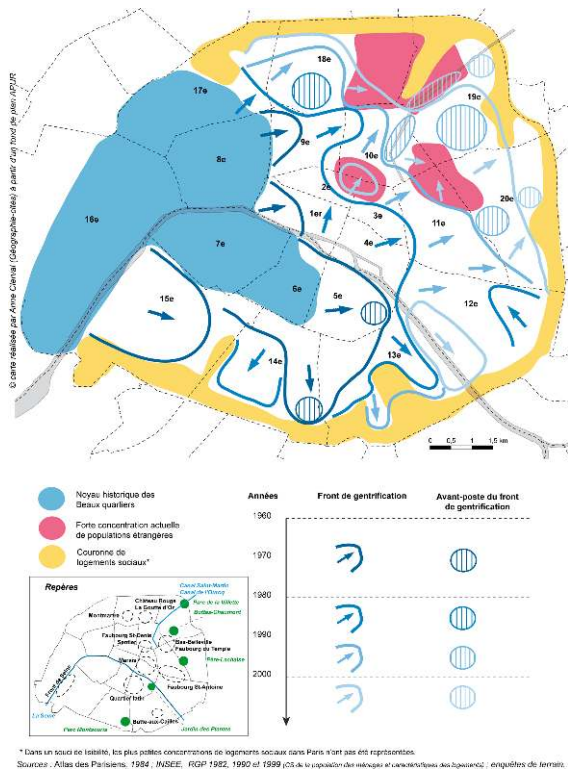 © carte réalisée par Anne Clerval (Géographie-cités) à partir d'un fond de plan APUR
17e
18e
19e
9e
10e
8e
2e
16e
1er
3e
11e
20e
4e
7e
6e
5e
15e
12e
14e
13e
0 0,5 1 1,5 km
Noyau historique des
Beaux quartiers
Forte concentration actuelle
de populations étrangères
Couronne de
logements sociaux*
Années
Front de gentrification
Avant-poste du front
de gentrification
1960
1970
1980
1990
2000
Repères
Canal Saint-Martin
Canal de l'Ourcq
Château Rouge
La Goutte d'Or
Parc de la Villette
Buttes-Chaumont
Montmartre
Faubourg St-Denis
Sentier
Bas-Belleville
Faubourg du Temple
Père-Lachaise
Marais
Front de Seine
Faubourg St-Antoine
Quartier latin
La Seine
Butte-aux-Cailles
Parc Montsouris
Jardin des Plantes
* Dans un souci de lisibilité, les plus petites concentrations de logements sociaux dans Paris n'ont pas été représentées.
Sources : Atlas des Parisiens, 1984 ; INSEE, RGP 1982, 1990 et 1999 (CS de la population des ménages et caractéristiques des logements) ; enquêtes de terrain.